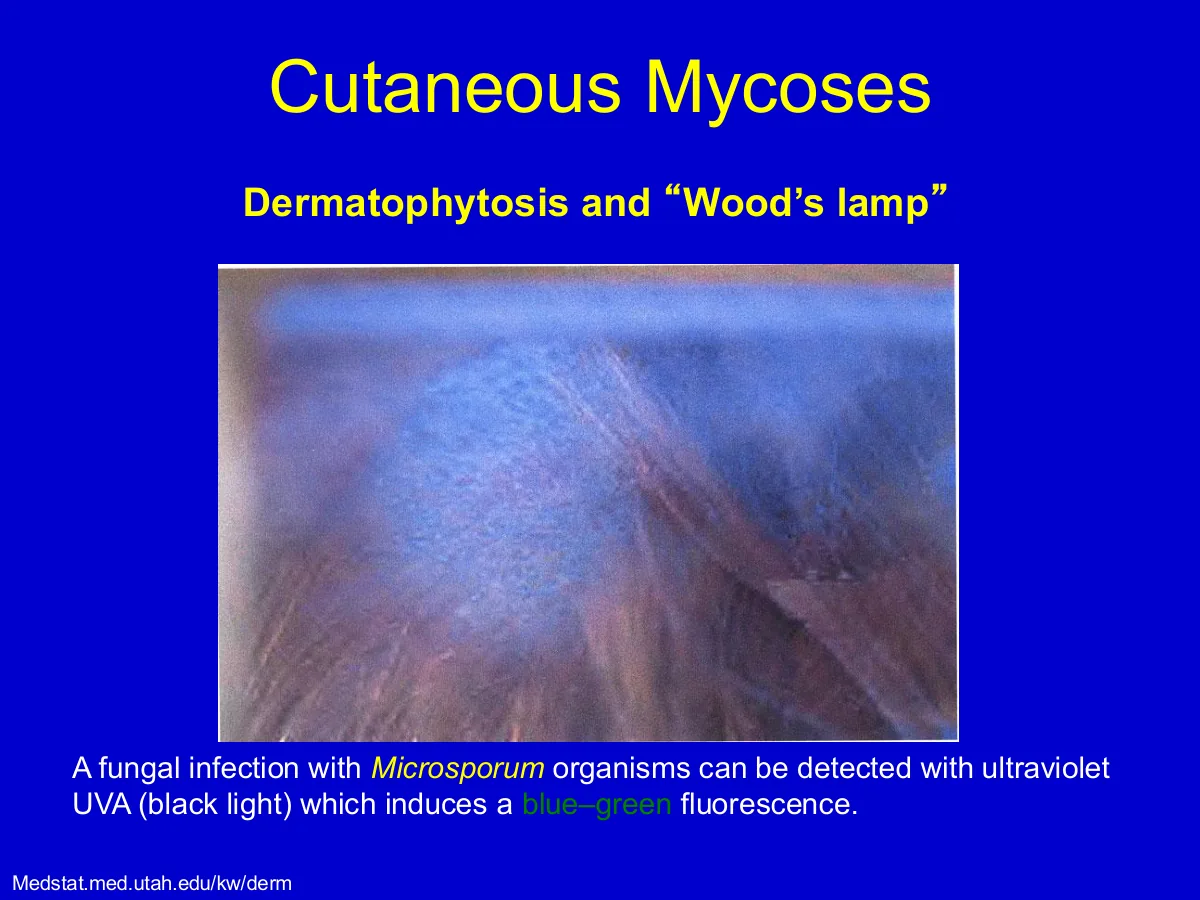 Cutaneous Mycoses
Dermatophytosis and “Wood’s lamp”
A fungal infection with Microsporum organisms can be detected with ultraviolet
UVA (black light) which induces a blue–green fluorescence.
Medstat.med.utah.edu/kw/derm